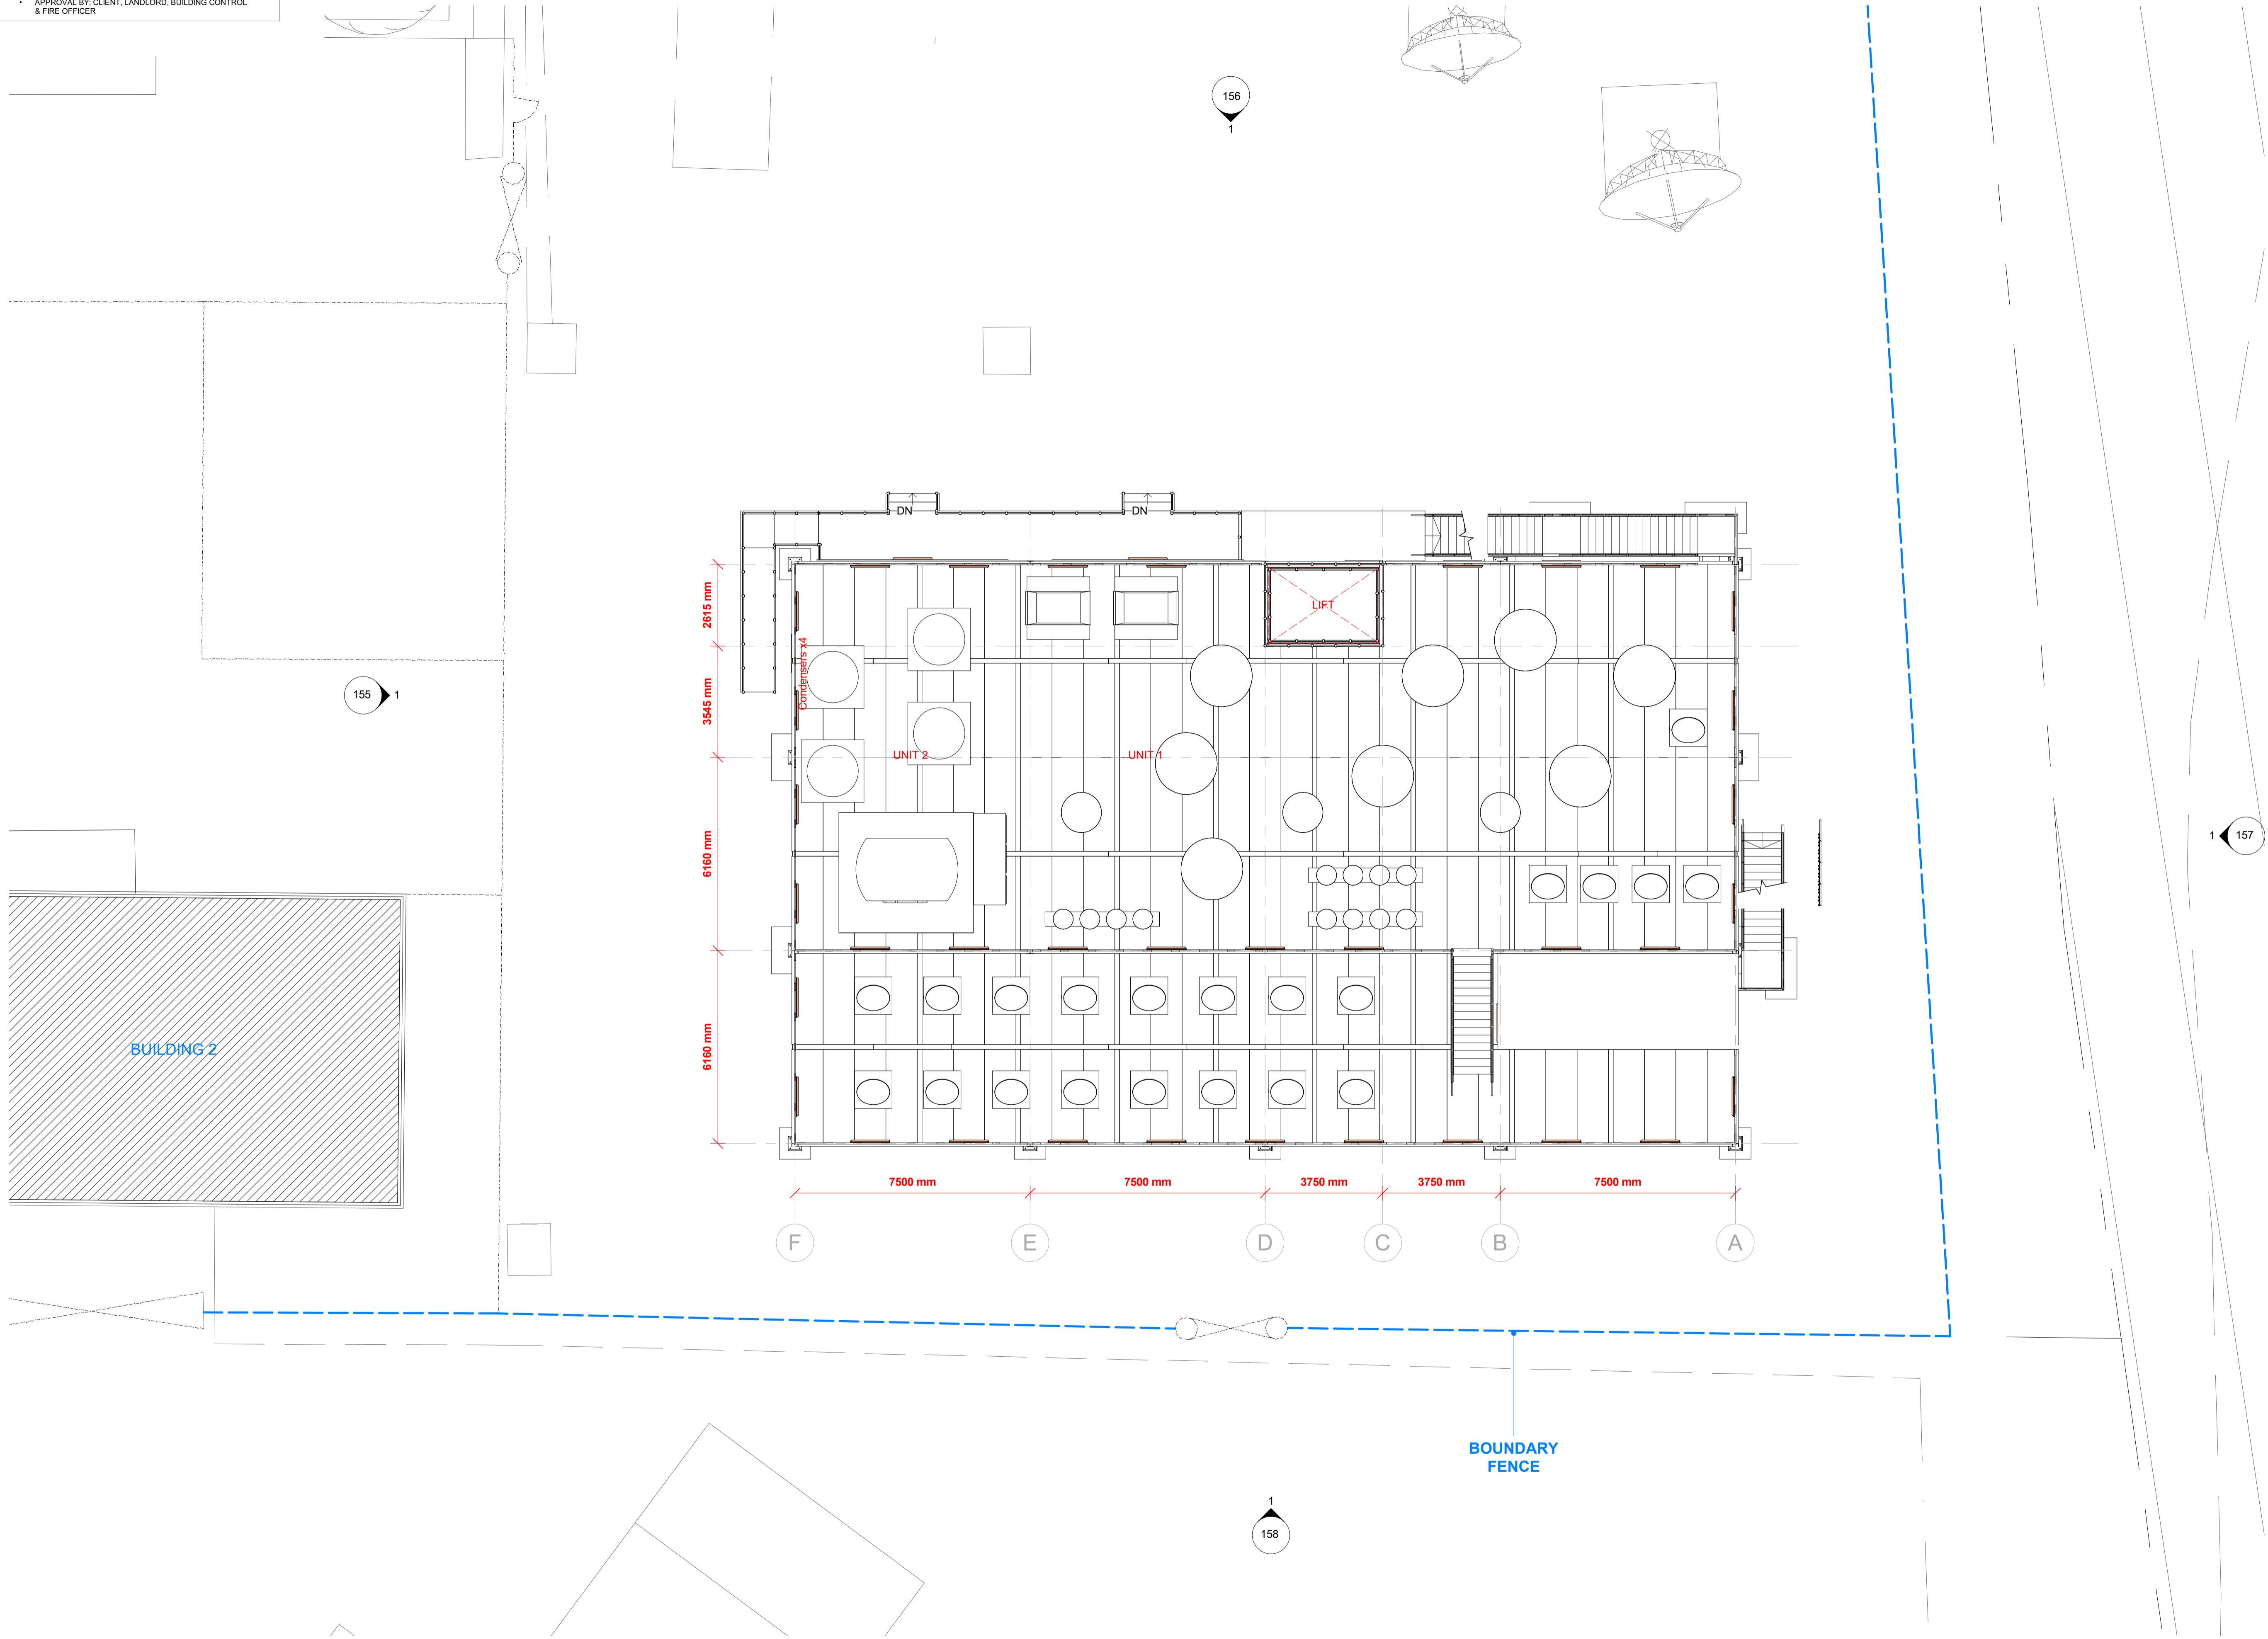 • APPROVAL BY: CLIENT, LANDLORD, BUILDING CONTROL
& FIRE OFFICER
156
1
DN
DN
2615 mm
LIFT
Condensers x4
3545 mm
155
1
UNIT 2
UNIT 1
6160 mm
1
157
BUILDING 2
6160 mm
7500 mm
7500 mm
3750 mm
3750 mm
7500 mm
F
E
D
C
B
A
BOUNDARY
FENCE
1
158